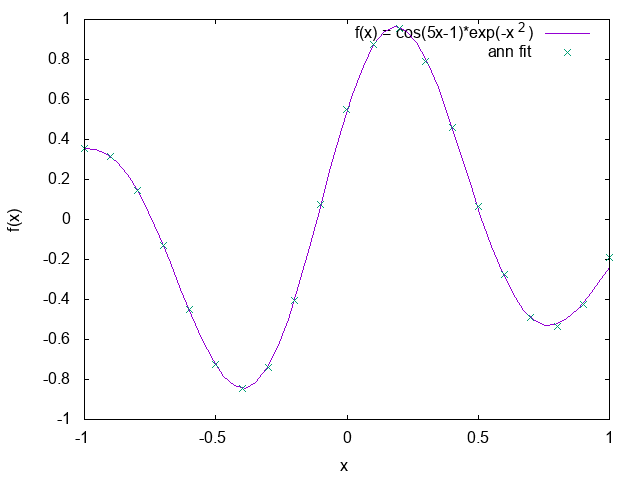 f(x) = cos(5x-1)*exp(-x²)
ann fit
1
0.8
0.6
0.4
0.2
0
-0.2
-0.4
-0.6
-0.8
-1
f(x)
-1 -0.5 0 0.5 1
x